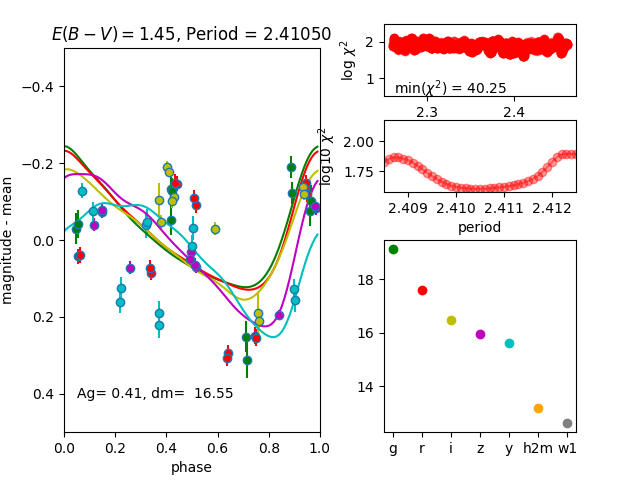 E(B − V) = 1.45, Period = 2.41050
magnitude - mean
−0.4
−0.2
0.0
0.2
0.4
Ag= 0.41, dm=  16.55
0.0 0.2 0.4 0.6 0.8 1.0
phase
log χ²
2
1
min(χ²) = 40.25
2.3 2.4
log10 χ²
2.00
1.75
2.409 2.410 2.411 2.412
period
18
16
14
g r i z y h2m w1